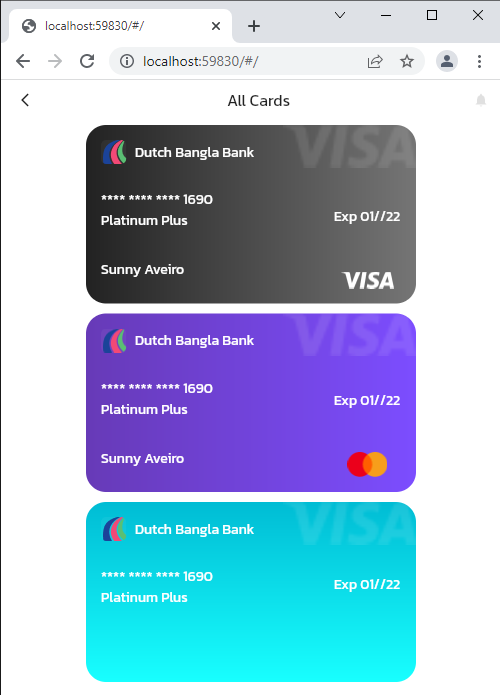 localhost:59830/#/
localhost:59830/#/
All Cards
VISA
Dutch Bangla Bank
**** **** **** 1690
Platinum Plus
Exp 01//22
Sunny Aveiro
VISA
VISA
Dutch Bangla Bank
**** **** **** 1690
Platinum Plus
Exp 01//22
Sunny Aveiro
VISA
Dutch Bangla Bank
**** **** **** 1690
Platinum Plus
Exp 01//22